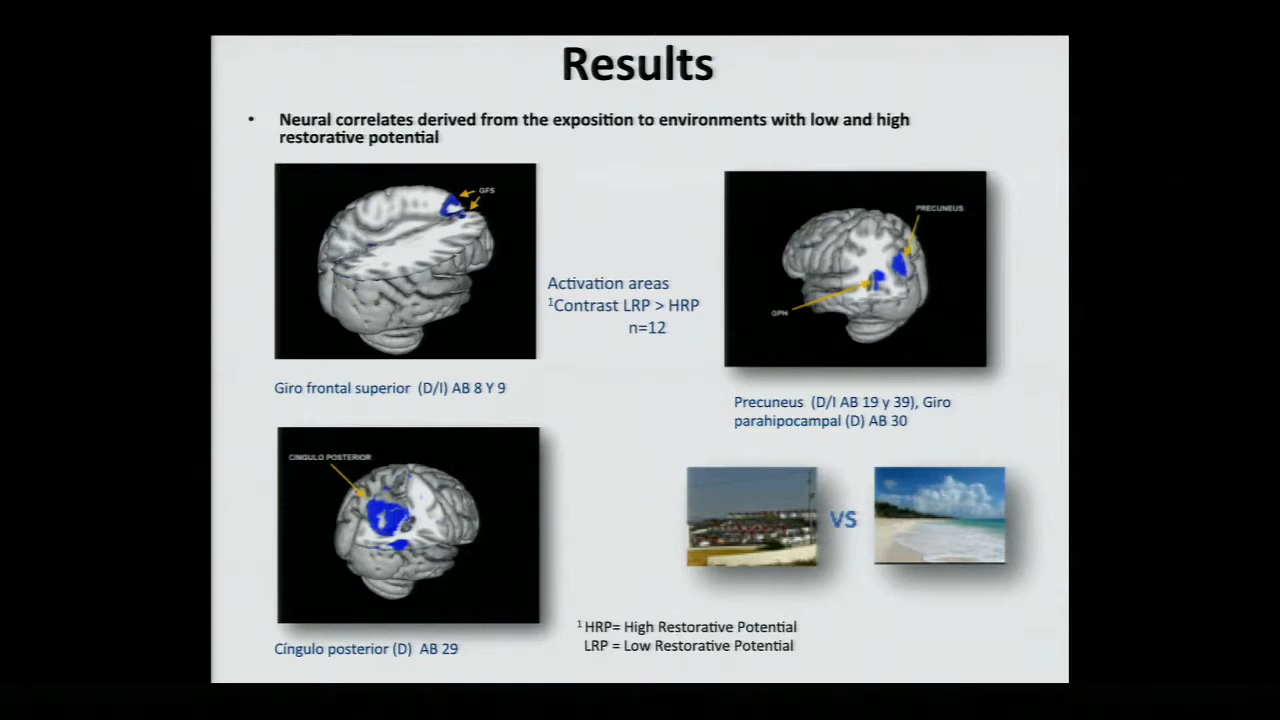 Results
• Neural correlates derived from the exposition to environments with low and high
restorative potential
GFS
Activation areas
¹Contrast LRP > HRP
n=12
PRECUNEUS
GPH
Giro frontal superior (D/I) AB 8 Y 9
Precuneus (D/I AB 19 y 39), Giro
parahipocampal (D) AB 30
CINGULO POSTERIOR
VS
Cíngulo posterior (D) AB 29
¹ HRP= High Restorative Potential
LRP = Low Restorative Potential